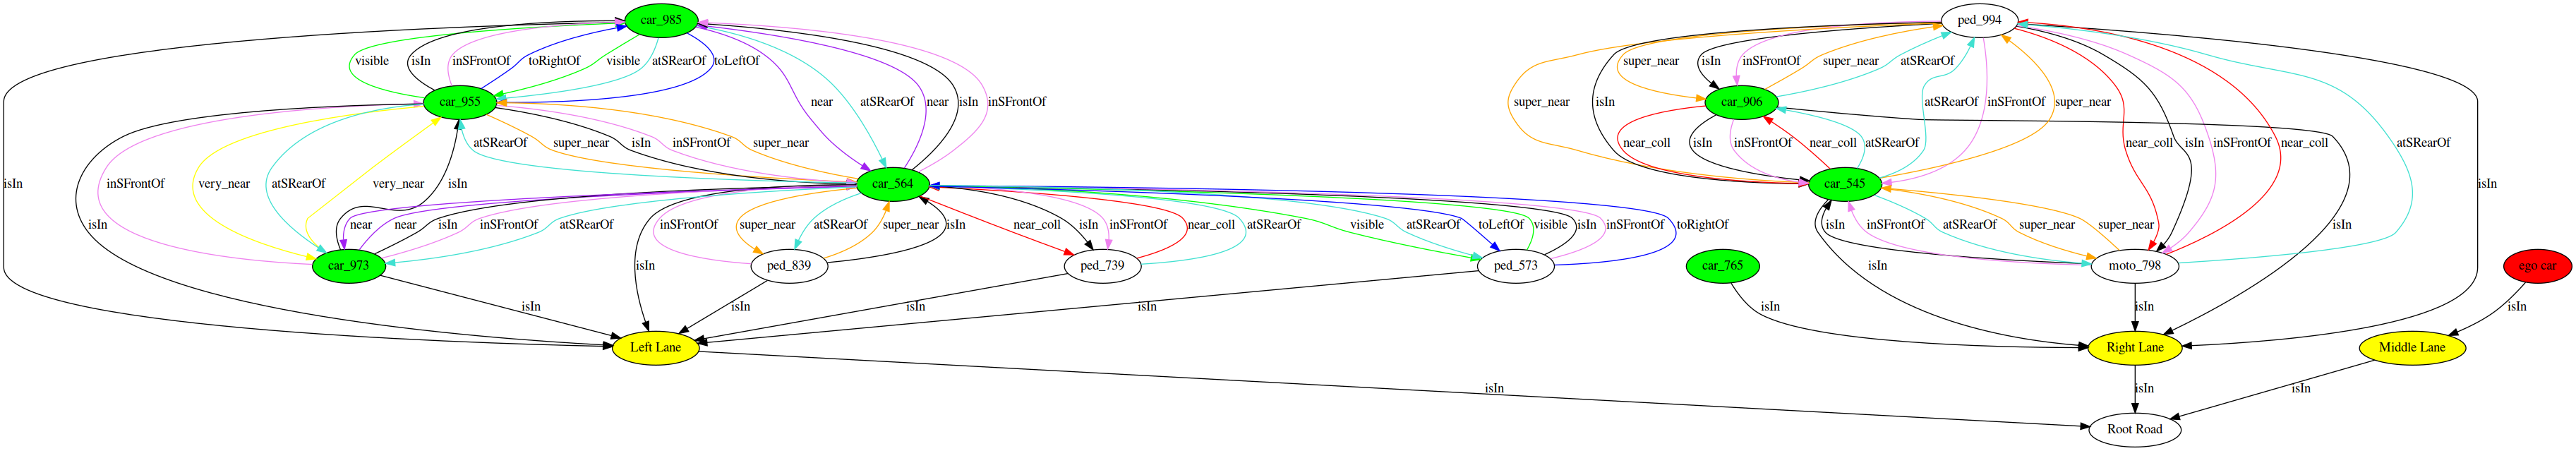 car_985
ped_994
visible
isIn
inSFrontOf
toRightOf
visible
atSRearOf
toLeftOf
super_near
isIn
inSFrontOf
super_near
atSRearOf
car_955
near
atSRearOf
near
isIn
inSFrontOf
super_near
isIn
car_906
atSRearOf
inSFrontOf
super_near
near_coll
isIn
inSFrontOf
near_coll
atSRearOf
isIn
atSRearOf
super_near
isIn
inSFrontOf
super_near
near_coll
isIn
inSFrontOf
near_coll
atSRearOf
isIn
inSFrontOf
very_near
atSRearOf
very_near
isIn
car_564
car_545
isIn
isIn
near
near
isIn
inSFrontOf
atSRearOf
isIn
inSFrontOf
super_near
atSRearOf
super_near
isIn
near_coll
isIn
inSFrontOf
near_coll
atSRearOf
visible
atSRearOf
toLeftOf
visible
isIn
inSFrontOf
toRightOf
isIn
isIn
inSFrontOf
atSRearOf
super_near
super_near
isIn
car_973
ped_839
ped_739
ped_573
car_765
moto_798
ego car
isIn
isIn
isIn
isIn
isIn
isIn
isIn
Left Lane
Right Lane
Middle Lane
isIn
isIn
isIn
Root Road